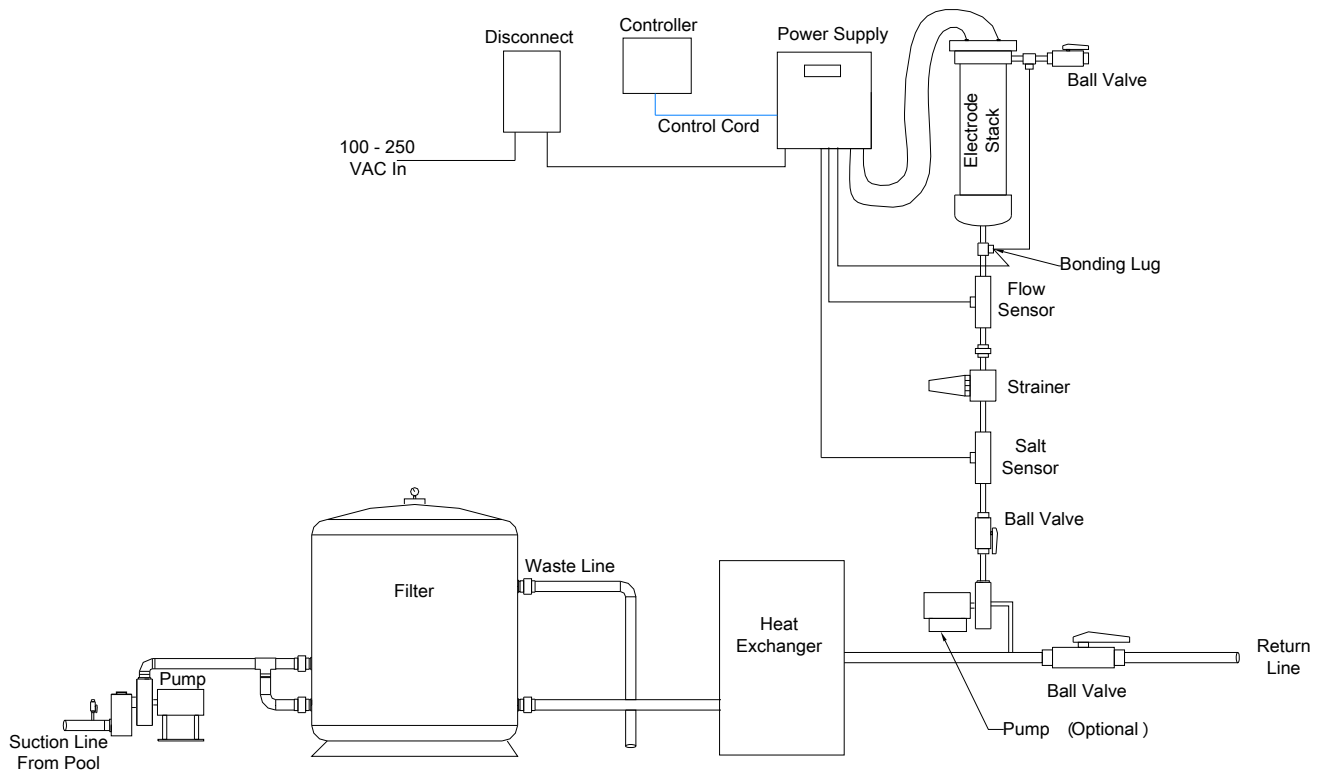 Controller
Disconnect
Power Supply
Ball Valve
Electrode
Stack
Control Cord
100 - 250
VAC In
Bonding Lug
Flow
Sensor
Strainer
Salt
Sensor
Ball Valve
Waste Line
Filter
Heat
Exchanger
Return
Line
Pump
Ball Valve
Pump (Optional )
Suction Line
From Pool